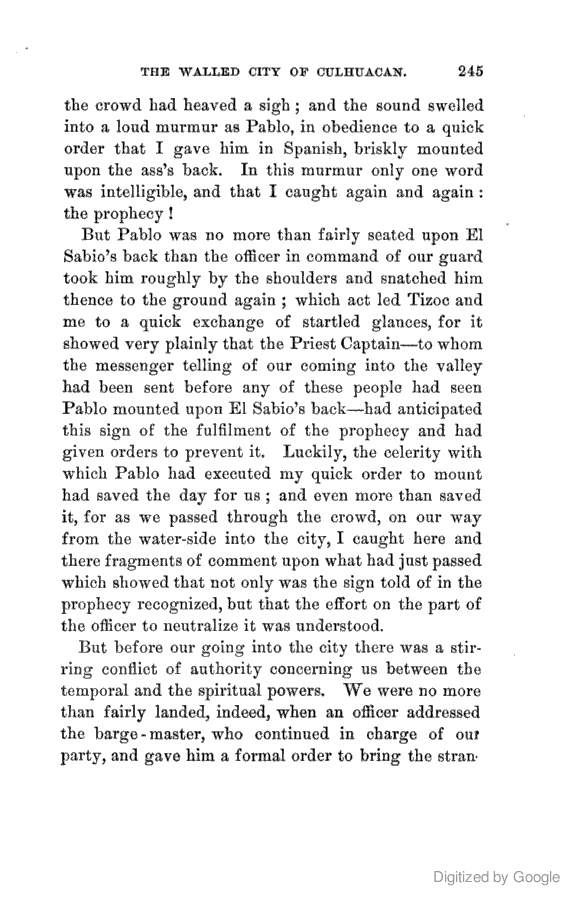 THE WALLED CITY OF CULHUACAN. 245
the crowd had heaved a sigh ; and the sound swelled
into a loud murmur as Pablo, in obedience to a quick
order that I gave him in Spanish, briskly mounted
upon the ass's back. In this murmur only one word
was intelligible, and that I caught again and again :
the prophecy !
But Pablo was no more than fairly seated upon El
Sabio's back than the officer in command of our guard
took him roughly by the shoulders and snatched him
thence to the ground again ; which act led Tizoc and
me to a quick exchange of startled glances, for it
showed very plainly that the Priest Captain—to whom
the messenger telling of our coming into the valley
had been sent before any of these people had seen
Pablo mounted upon El Sabio's back—had anticipated
this sign of the fulfilment of the prophecy and had
given orders to prevent it. Luckily, the celerity with
which Pablo had executed my quick order to mount
had saved the day for us ; and even more than saved
it, for as we passed through the crowd, on our way
from the water-side into the city, I caught here and
there fragments of comment upon what had just passed
which showed that not only was the sign told of in the
prophecy recognized, but that the effort on the part of
the officer to neutralize it was understood.
But before our going into the city there was a stir-
ring conflict of authority concerning us between the
temporal and the spiritual powers. We were no more
than fairly landed, indeed, when an officer addressed
the barge-master, who continued in charge of our
party, and gave him a formal order to bring the stran-
Digitized by Google